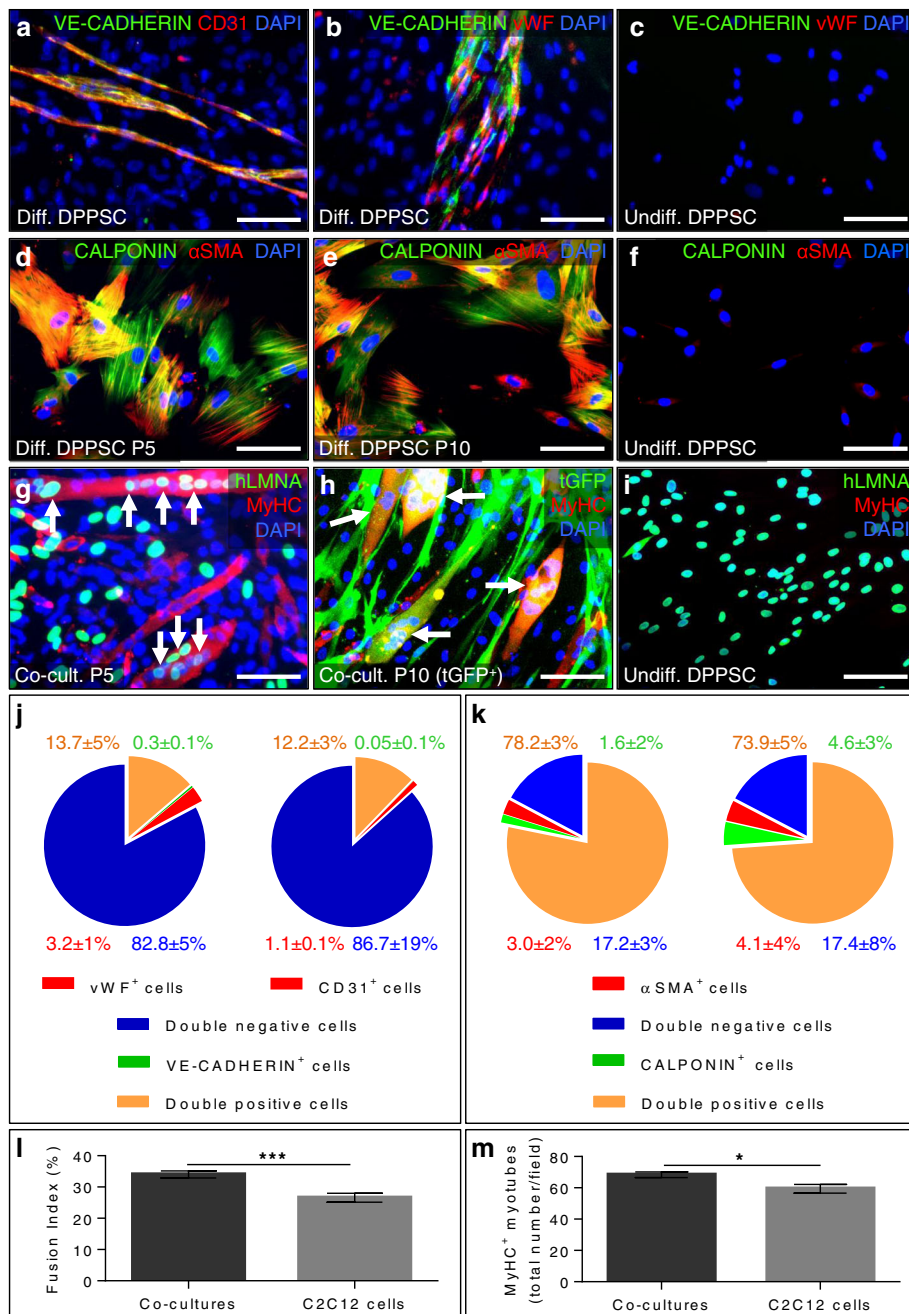 a VE-CADHERIN CD31 DAPI
Diff. DPPSC
b VE-CADHERIN vWF DAPI
Diff. DPPSC
c VE-CADHERIN vWF DAPI
Undiff. DPPSC
d CALPONIN αSMA DAPI
Diff. DPPSC P5
e CALPONIN αSMA DAPI
Diff. DPPSC P10
f CALPONIN αSMA DAPI
Undiff. DPPSC
g hLMNA
MyHC
DAPI
Co-cult. P5
h tGFP
MyHC
DAPI
Co-cult. P10 (tGFP⁺)
i hLMNA
MyHC
DAPI
Undiff. DPPSC
j
13.7±5% 0.3±0.1% 12.2±3% 0.05±0.1%
3.2±1% 82.8±5% 1.1±0.1% 86.7±19%
vWF⁺ cells CD31⁺ cells
Double negative cells
VE-CADHERIN⁺ cells
Double positive cells
k
78.2±3% 1.6±2% 73.9±5% 4.6±3%
3.0±2% 17.2±3% 4.1±4% 17.4±8%
αSMA⁺ cells
Double negative cells
CALPONIN⁺ cells
Double positive cells
l
Fusion Index (%)
40
30
20
10
0
***
Co-cultures C2C12 cells
m
MyHC⁺ myotubes
(total number/field)
80
60
40
20
0
*
Co-cultures C2C12 cells